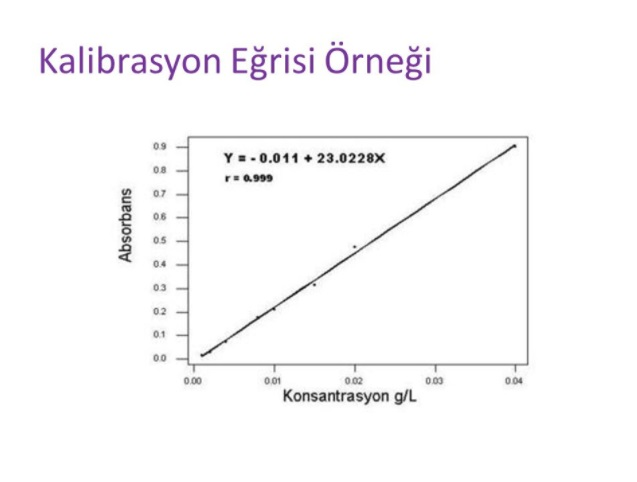 Kalibrasyon Eğrisi Örneği
Y = - 0.011 + 23.0228X
r = 0.999
Absorbans
0.9
0.8
0.7
0.6
0.5
0.4
0.3
0.2
0.1
0.0
0.00 0.01 0.02 0.03 0.04
Konsantrasyon g/L